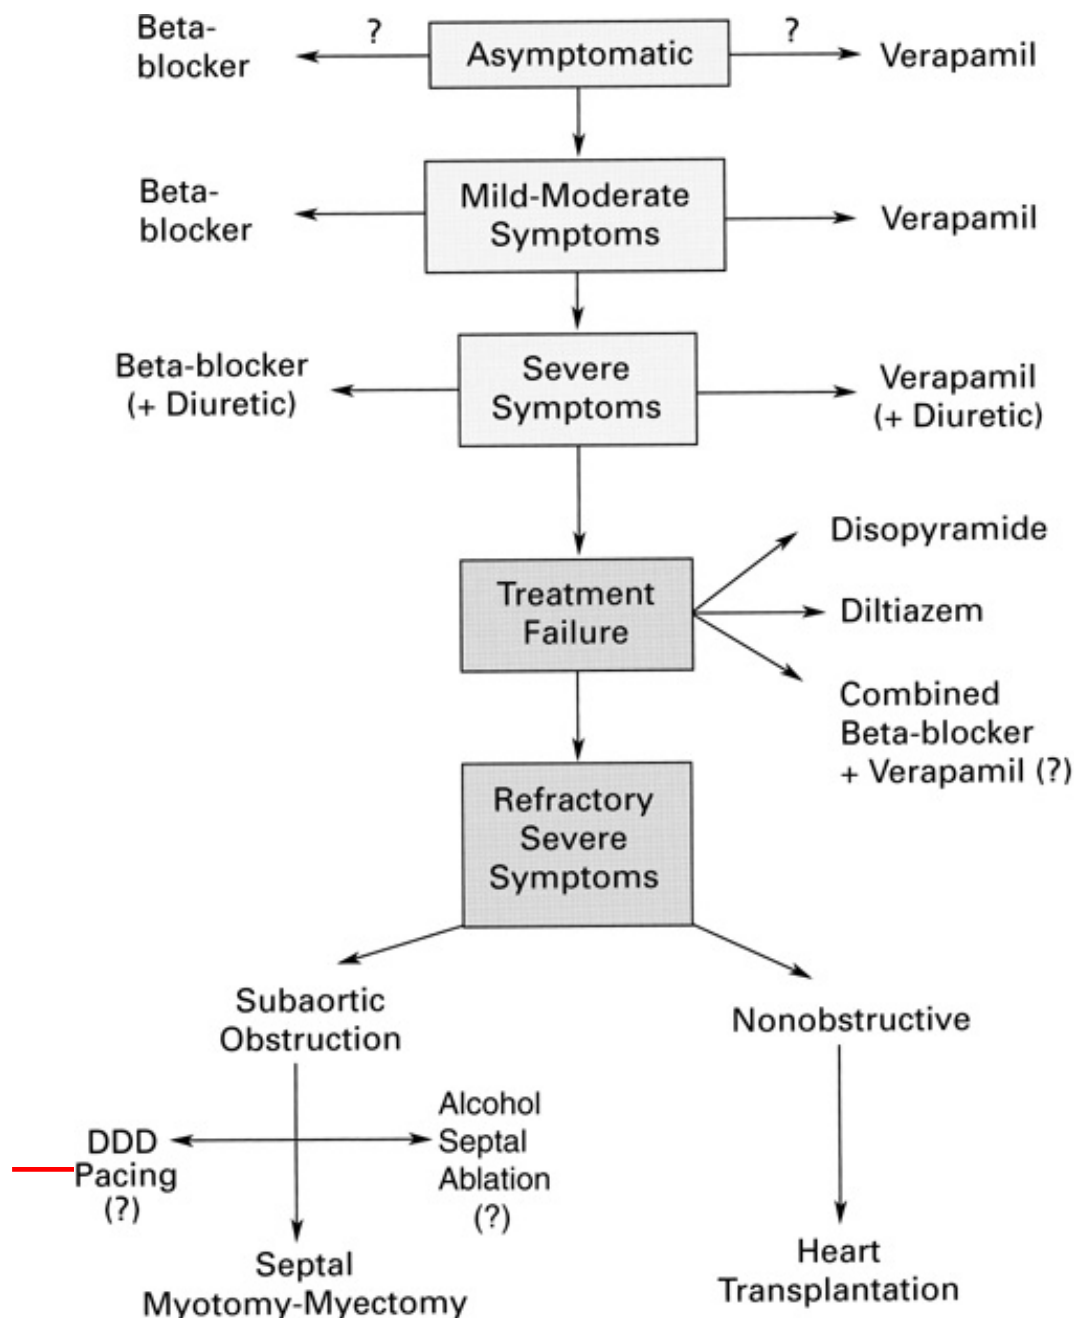 Beta-
blocker
?
Asymptomatic
?
Verapamil
Beta-
blocker
Mild-Moderate
Symptoms
Verapamil
Beta-blocker
(+ Diuretic)
Severe
Symptoms
Verapamil
(+ Diuretic)
Treatment
Failure
Disopyramide
Diltiazem
Combined
Beta-blocker
+ Verapamil (?)
Refractory
Severe
Symptoms
Subaortic
Obstruction
Nonobstructive
DDD
Pacing
(?)
Alcohol
Septal
Ablation
(?)
Septal
Myotomy-Myectomy
Heart
Transplantation